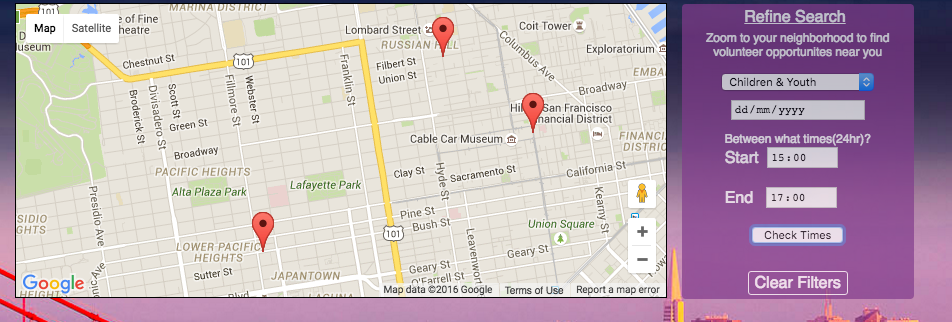 MARINA DISTRICT
Map Satellite
Lombard Street
Coit Tower
RUSSIAN HILL
Exploratorium
Columbus Ave
Chestnut St
101
Filbert St
Union St
Franklin St
Broadway
Broderick St
Divisadero St
Scott St
Fillmore St
Webster St
Green St
San Francisco
Financial District
Cable Car Museum
Broadway
PACIFIC HEIGHTS
Clay St
Sacramento St
California St
Alta Plaza Park
Lafayette Park
Hyde St
Presidio Ave
Pine St
Bush St
Union Square
Kearny St
101
LOWER PACIFIC
HEIGHTS
Leavenworth
Geary St
Sutter St
JAPANTOWN
Geary St
O'Farrell St
Google
Map data ©2016 Google Terms of Use Report a map error
Refine Search
Zoom to your neighborhood to find
volunteer opportunites near you
Children & Youth
dd/mm/yyyy
Between what times(24hr)?
Start 15:00
End 17:00
Check Times
Clear Filters